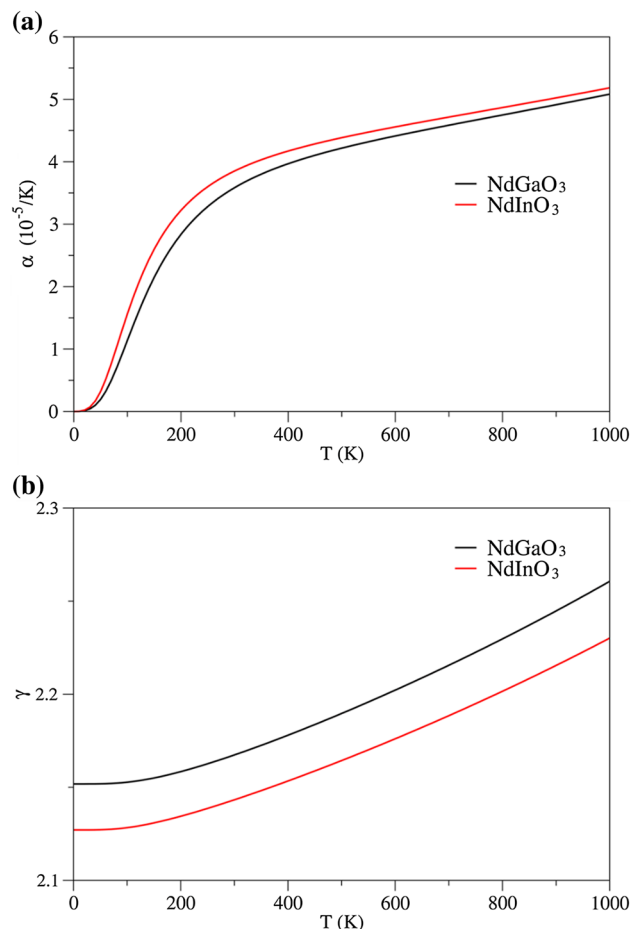 (a)
6
5
4
3
2
1
0
α (10⁻⁵/K)
NdGaO₃
NdInO₃
0 200 400 600 800 1000
T (K)
(b)
2.3
2.2
2.1
γ
NdGaO₃
NdInO₃
0 200 400 600 800 1000
T (K)